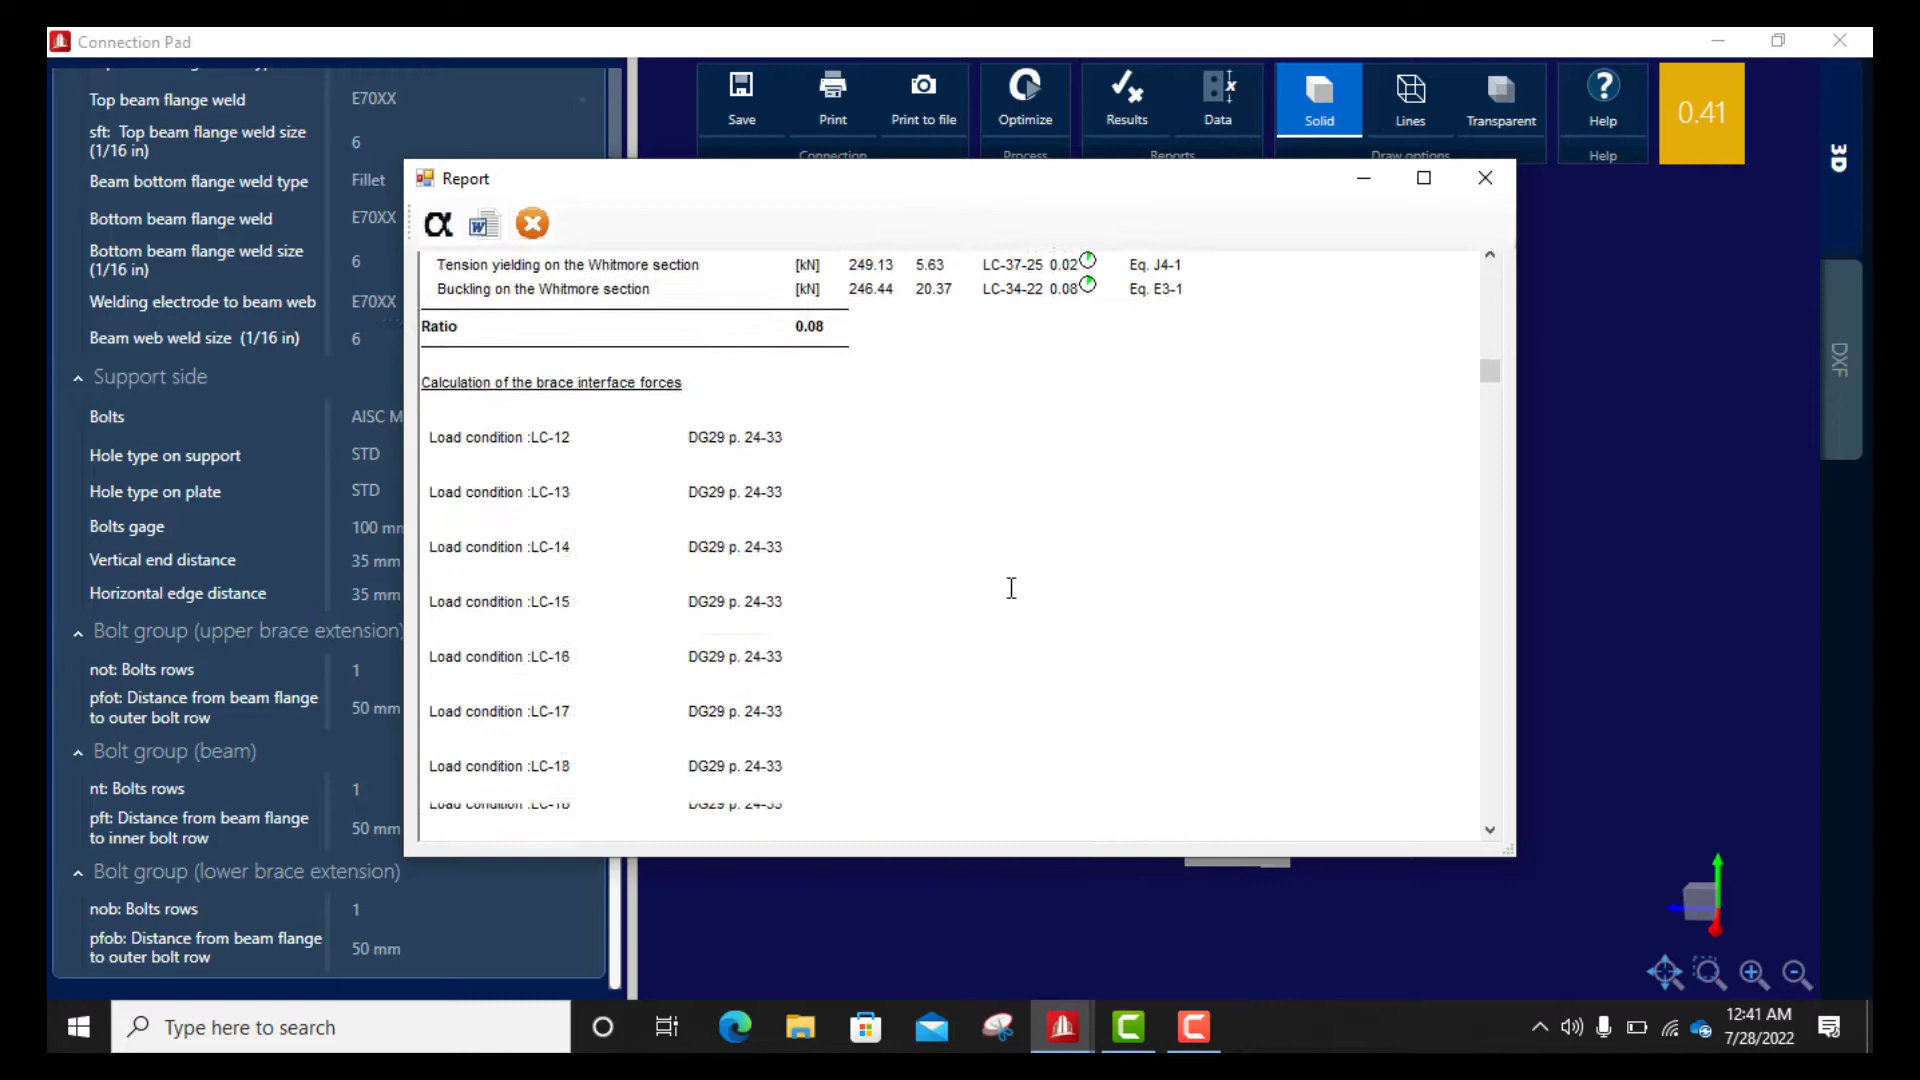 Connection Pad
Top beam flange weld E70XX
sft: Top beam flange weld size (1/16 in) 6
Beam bottom flange weld type Fillet
Bottom beam flange weld E70XX
Bottom beam flange weld size (1/16 in) 6
Welding electrode to beam web E70XX
Beam web weld size (1/16 in) 6
Support side
Bolts AISC M
Hole type on support STD
Hole type on plate STD
Bolts gage 100 mm
Vertical end distance 35 mm
Horizontal edge distance 35 mm
Bolt group (upper brace extension)
not: Bolts rows 1
pfot: Distance from beam flange to outer bolt row 50 mm
Bolt group (beam)
nt: Bolts rows 1
pft: Distance from beam flange to inner bolt row 50 mm
Bolt group (lower brace extension)
nob: Bolts rows 1
pfob: Distance from beam flange to outer bolt row 50 mm
Save Print Print to file Optimize Results Data Solid Lines Transparent Help
Connection Process Reports Draw options Help
0.41
3D
DXF
Report
Tension yielding on the Whitmore section [kN] 249.13 5.63 LC-37-25 0.02 Eq. J4-1
Buckling on the Whitmore section [kN] 246.44 20.37 LC-34-22 0.08 Eq. E3-1
Ratio 0.08
Calculation of the brace interface forces
Load condition :LC-12 DG29 p. 24-33
Load condition :LC-13 DG29 p. 24-33
Load condition :LC-14 DG29 p. 24-33
Load condition :LC-15 DG29 p. 24-33
Load condition :LC-16 DG29 p. 24-33
Load condition :LC-17 DG29 p. 24-33
Load condition :LC-18 DG29 p. 24-33
Type here to search
12:41 AM
7/28/2022